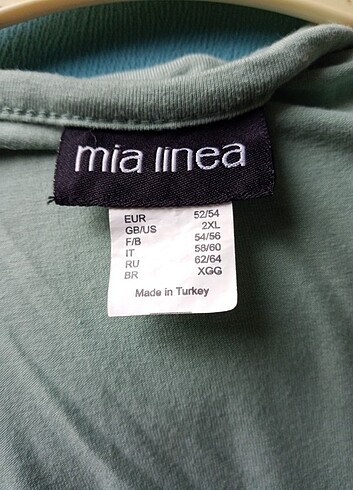 mia linea
EUR 52/54
GB/US 2XL
F/B 54/56
IT 58/60
RU 62/64
BR XGG
Made in Turkey